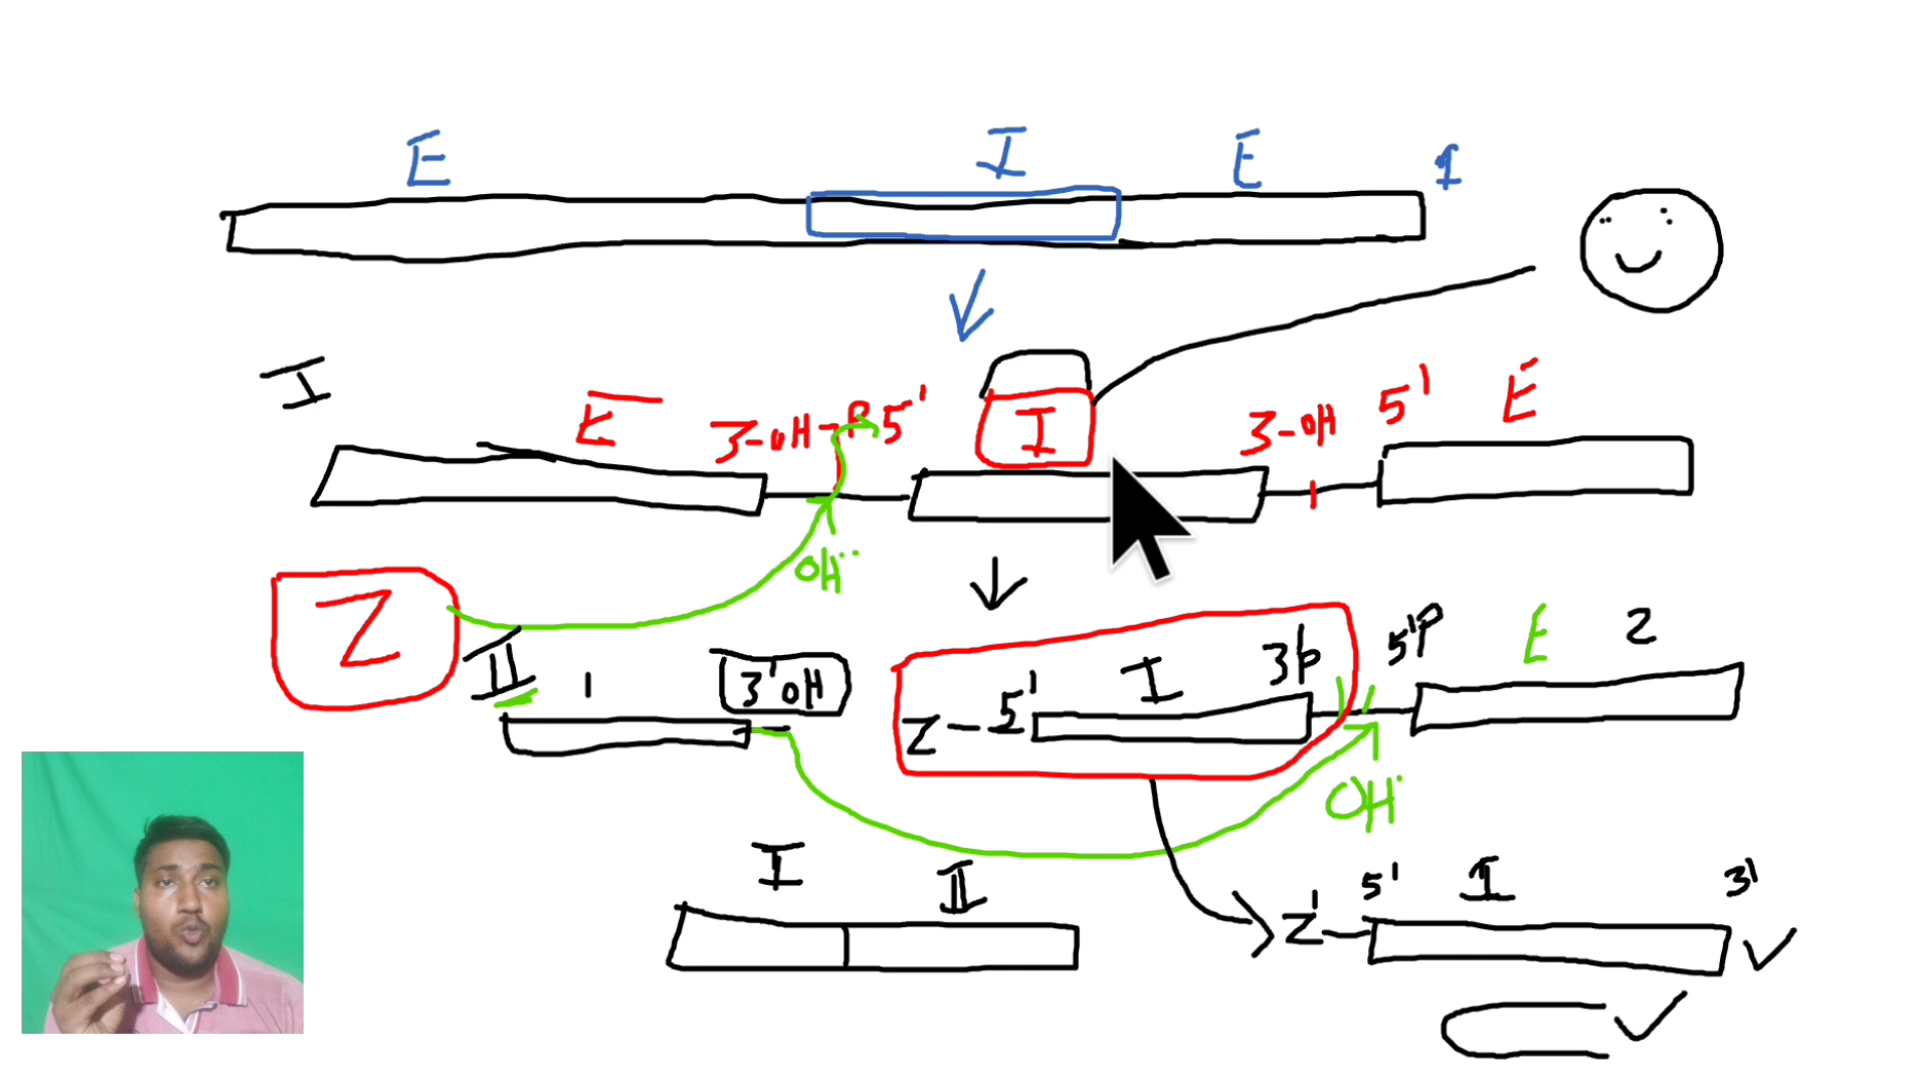 E I E 1
I E 3-OH-P 5' I 3-OH 5' E
OH
Z
II 1 3'OH Z-5' I 3P 5'P E 2
OH
I II
Z'-5' I 3'